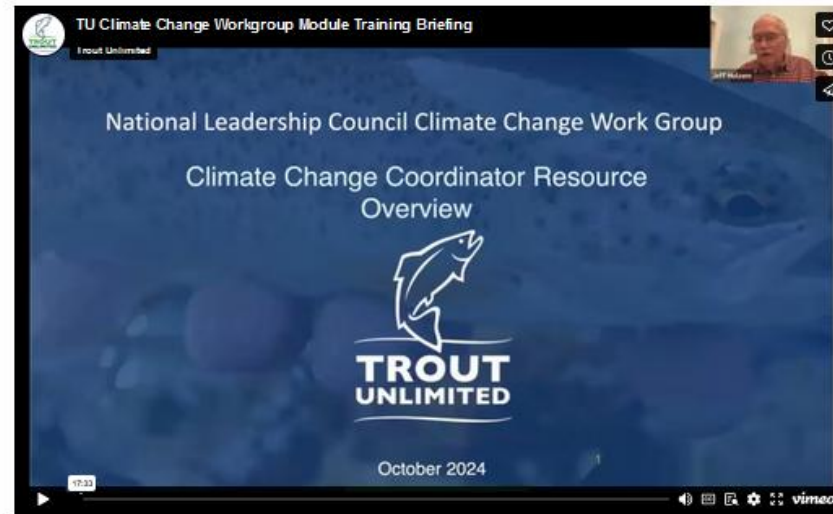 TU Climate Change Workgroup Module Training Briefing
Trout Unlimited
National Leadership Council Climate Change Work Group
Climate Change Coordinator Resource
Overview
TROUT
UNLIMITED
October 2024
1
17:33
vimeo